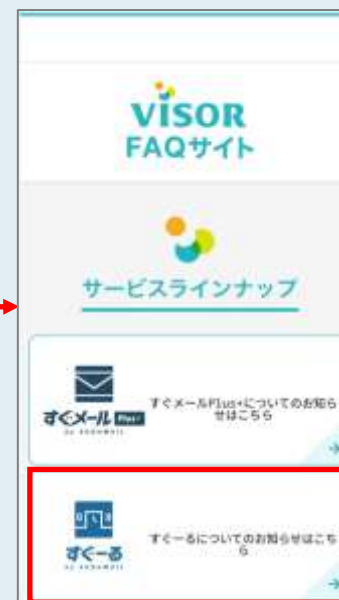 VISOR
FAQサイト
サービスラインナップ
すぐメール Plus+
すぐメールPlus+についてのお知ら
せはこちら
すぐーる
すぐーるについてのお知らせはこち
ら